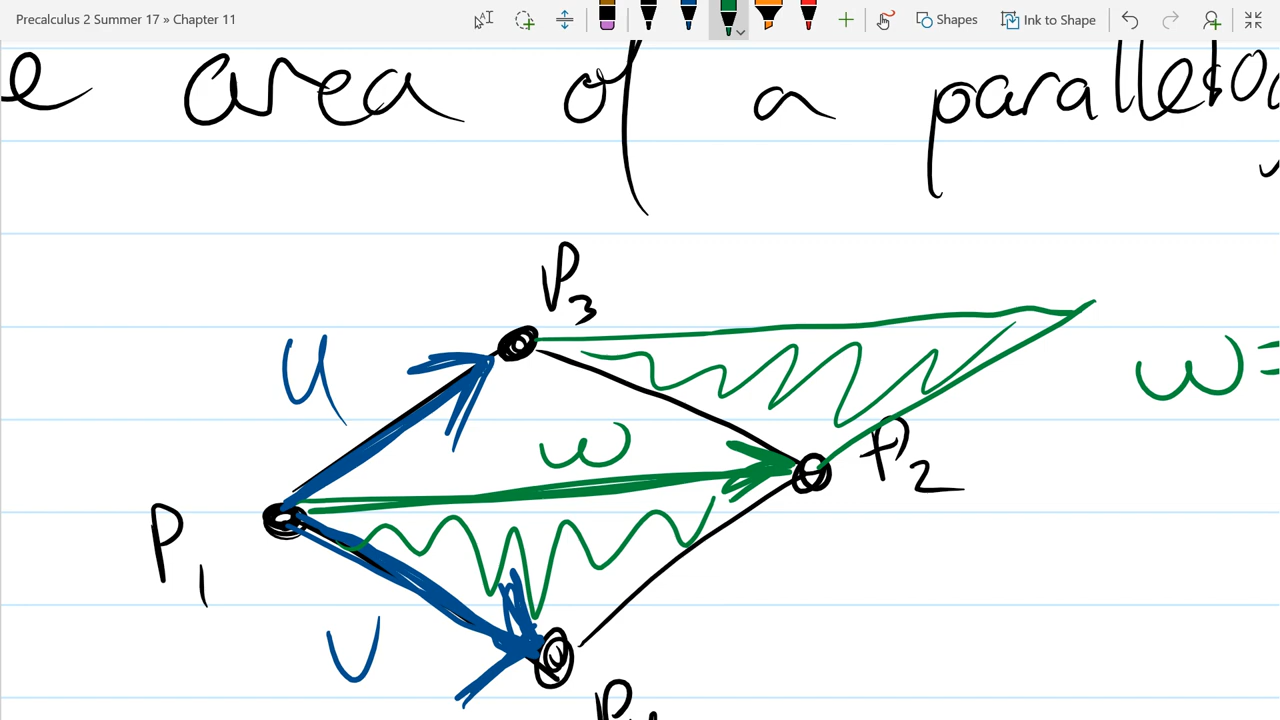 Precalculus 2 Summer 17 » Chapter 11
Shapes
Ink to Shape
area of a
P3
U
w=
w
P2
P1
V